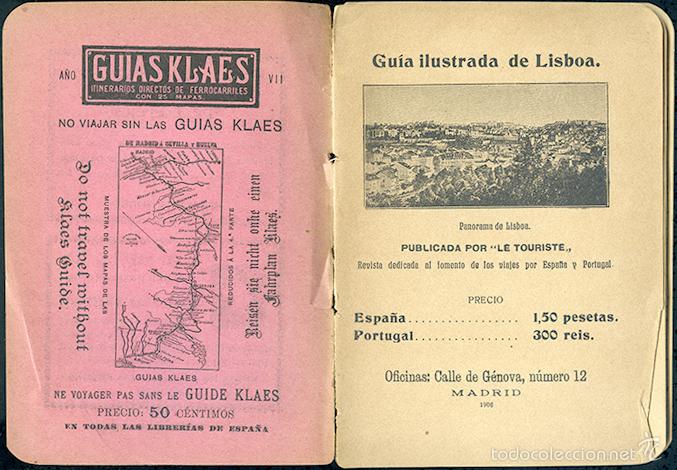 AÑO
GUIAS KLAES
VII
ITINERARIOS DIRECTOS DE FERROCARRILES
CON 25 MAPAS.
NO VIAJAR SIN LAS GUIAS KLAES
Do not travel without
Klaes Guide.
MUESTRA DE LOS MAPAS DE LAS
DE MADRID Á SEVILLA Y HUELVA
MADRID
REDUCIDOS Á LA 4.ª PARTE
Reisen sie nicht onhe einen
Fahrplan Klaes.
GUIAS KLAES
NE VOYAGER PAS SANS LE GUIDE KLAES
PRECIO: 50 CÉNTIMOS
EN TODAS LAS LIBRERÍAS DE ESPAÑA
Guía ilustrada de Lisboa.
Panorama de Lisboa.
PUBLICADA POR "LE TOURISTE„
Revista dedicada al fomento de los viajes por España y Portugal
PRECIO
España............... 1,50 pesetas.
Portugal............. 300 reis.
Oficinas: Calle de Génova, número 12
MADRID
1906
todocoleccion.net